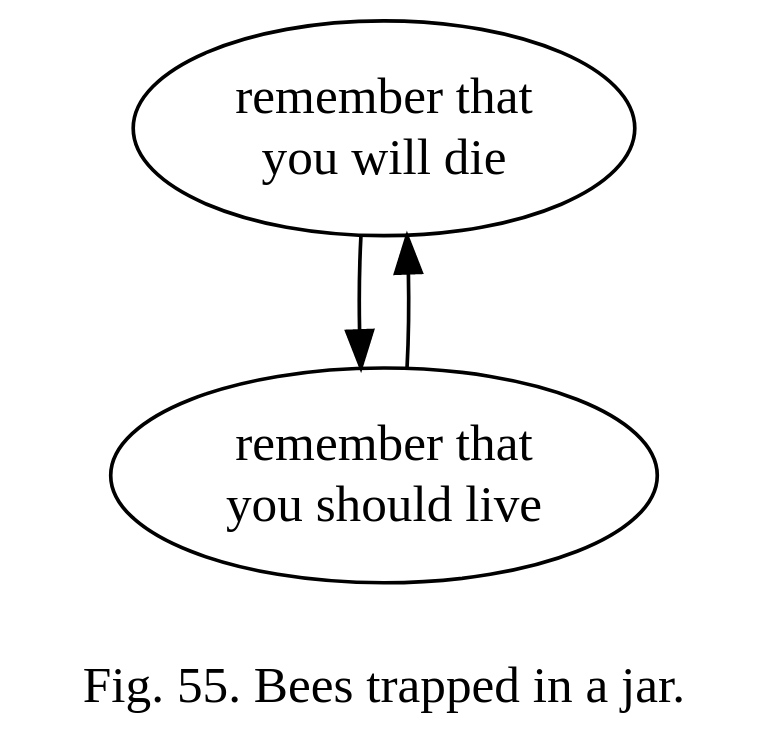 remember that
you will die
remember that
you should live
Fig. 55. Bees trapped in a jar.